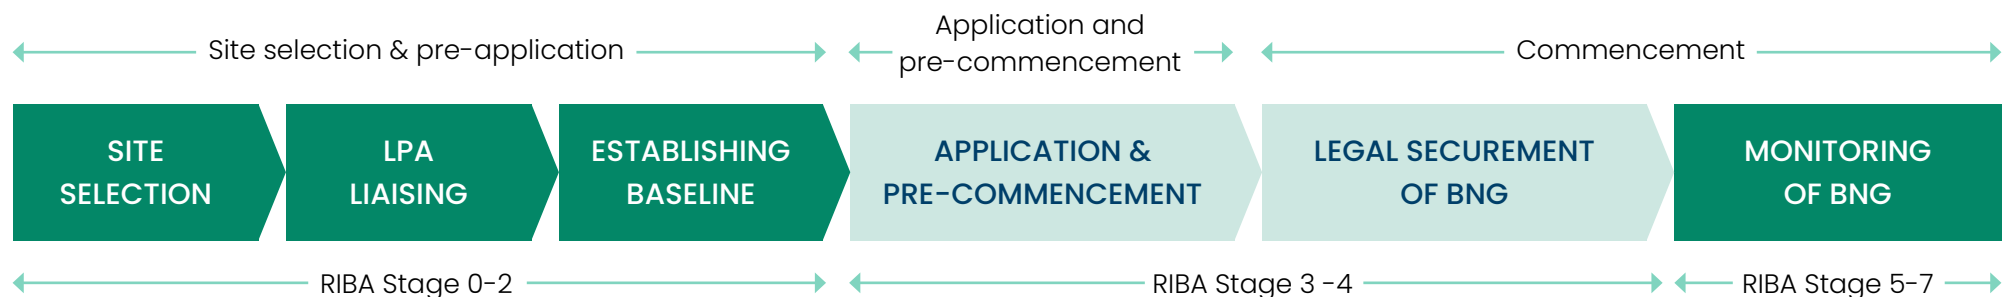 Site selection & pre-application
Application and
pre-commencement
Commencement
SITE
SELECTION
LPA
LIAISING
ESTABLISHING
BASELINE
APPLICATION &
PRE-COMMENCEMENT
LEGAL SECUREMENT
OF BNG
MONITORING
OF BNG
RIBA Stage 0-2
RIBA Stage 3 -4
RIBA Stage 5-7